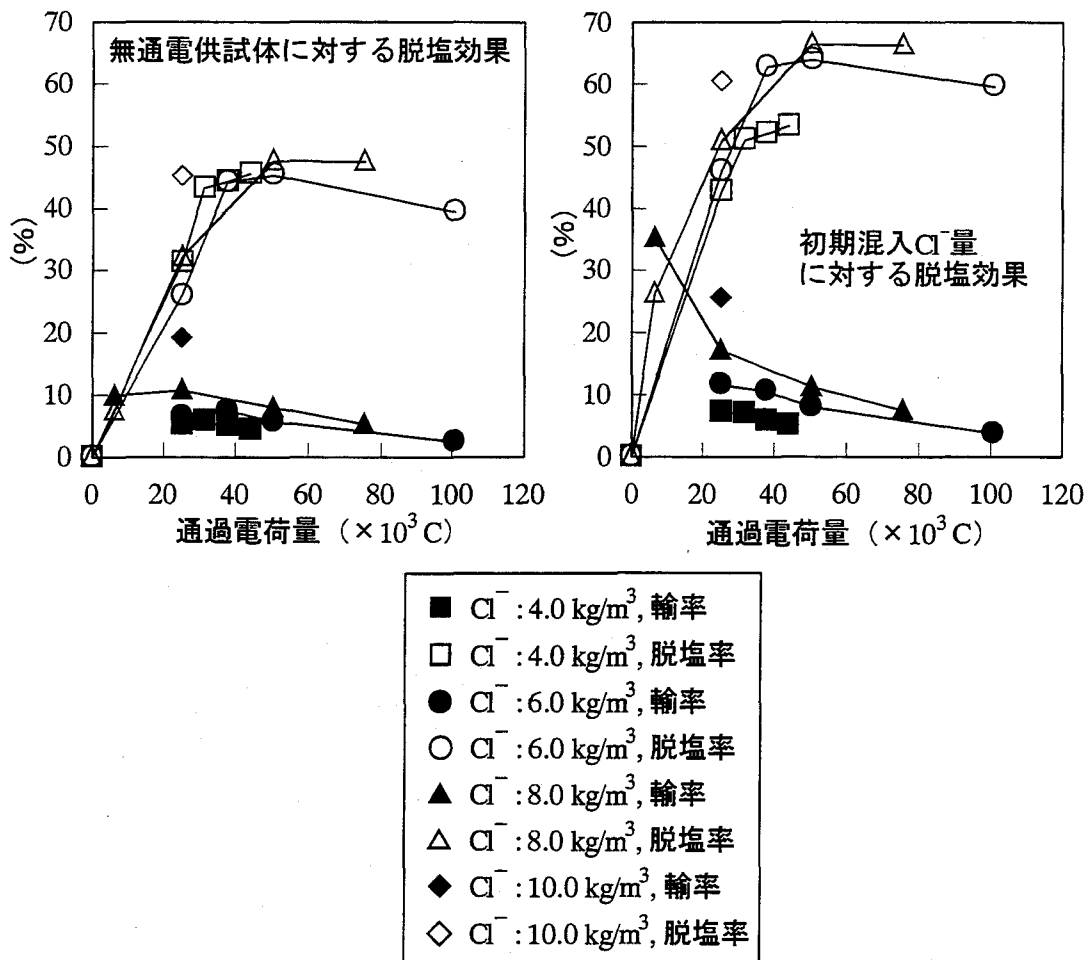 70
60
50
40
30
20
10
0
(%)
無通電供試体に対する脱塩効果
0 20 40 60 80 100 120
通過電荷量 (×10³ C)
70
60
50
40
30
20
10
0
(%)
初期混入Cl⁻量
に対する脱塩効果
0 20 40 60 80 100 120
通過電荷量 (×10³ C)
■ Cl⁻ : 4.0 kg/m³, 輸率
□ Cl⁻ : 4.0 kg/m³, 脱塩率
● Cl⁻ : 6.0 kg/m³, 輸率
○ Cl⁻ : 6.0 kg/m³, 脱塩率
▲ Cl⁻ : 8.0 kg/m³, 輸率
△ Cl⁻ : 8.0 kg/m³, 脱塩率
◆ Cl⁻ : 10.0 kg/m³, 輸率
◇ Cl⁻ : 10.0 kg/m³, 脱塩率